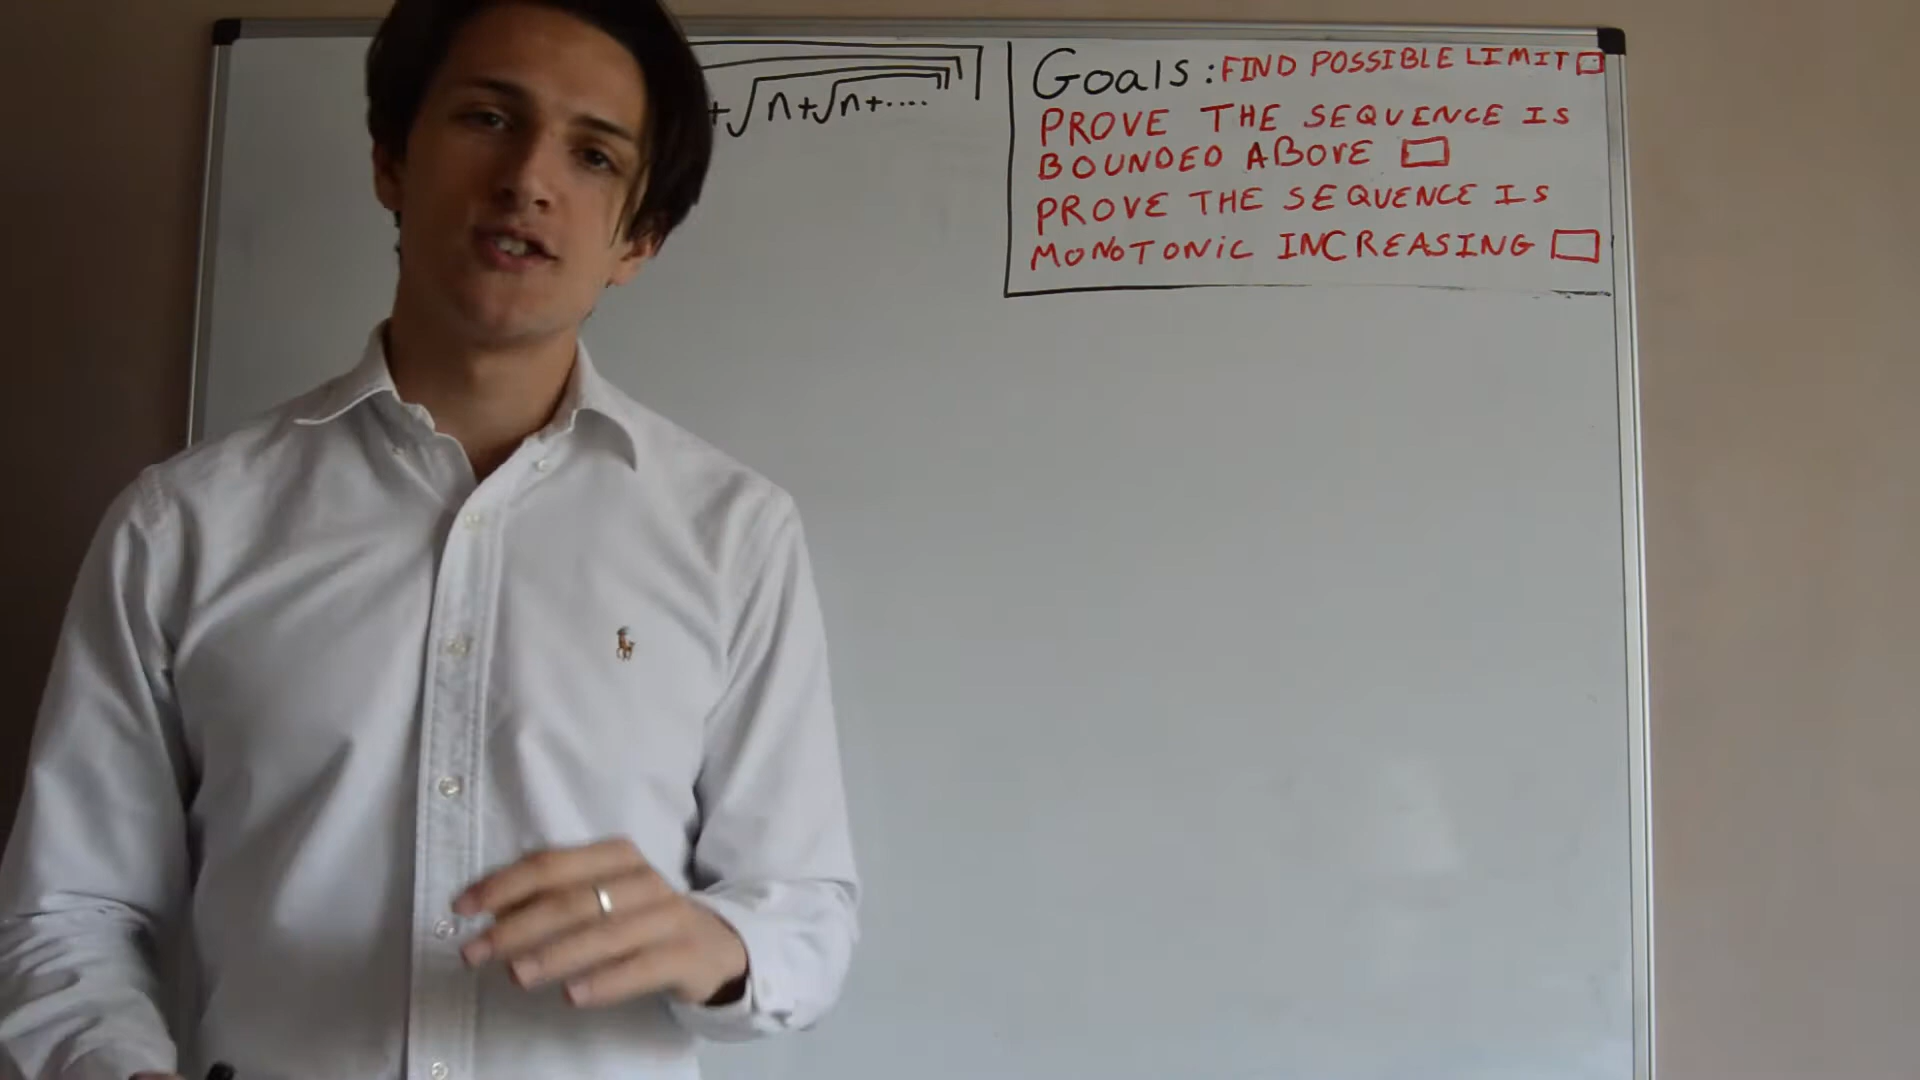 +√n+√n+....
Goals: FIND POSSIBLE LIMIT
PROVE THE SEQUENCE IS
BOUNDED ABOVE
PROVE THE SEQUENCE IS
MONOTONIC INCREASING